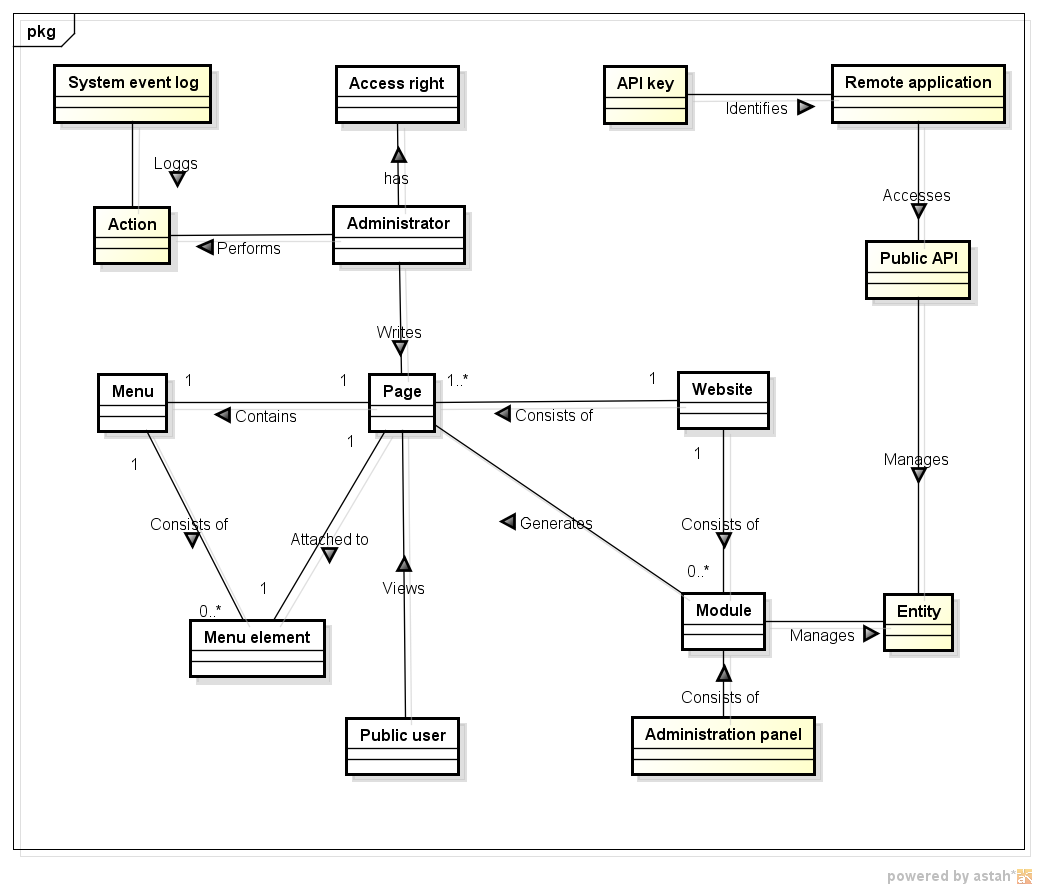 pkg
System event log
Access right
API key
Remote application
Identifies
Loggs
has
Accesses
Action
Administrator
Performs
Public API
Writes
Menu
1
1
Page
1..*
1
Website
Contains
Consists of
1
1
1
Manages
Consists of
Attached to
Generates
Consists of
0..*
1
Views
0..*
Menu element
Module
Entity
Manages
Consists of
Public user
Administration panel
powered by astah*